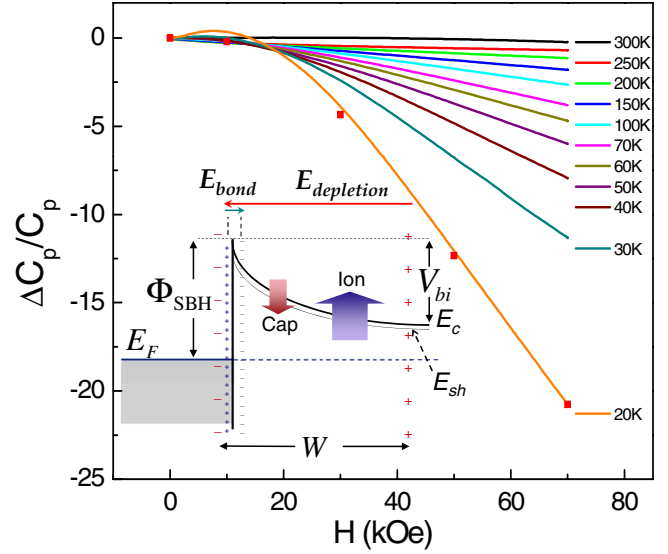 ΔC_p/C_p
0
-5
-10
-15
-20
-25
0 20 40 60 80
H (kOe)
300K
250K
200K
150K
100K
70K
60K
50K
40K
30K
20K
E_bond E_depletion
Φ_SBH
V_bi
Ion
Cap
E_c
E_F
E_sh
W